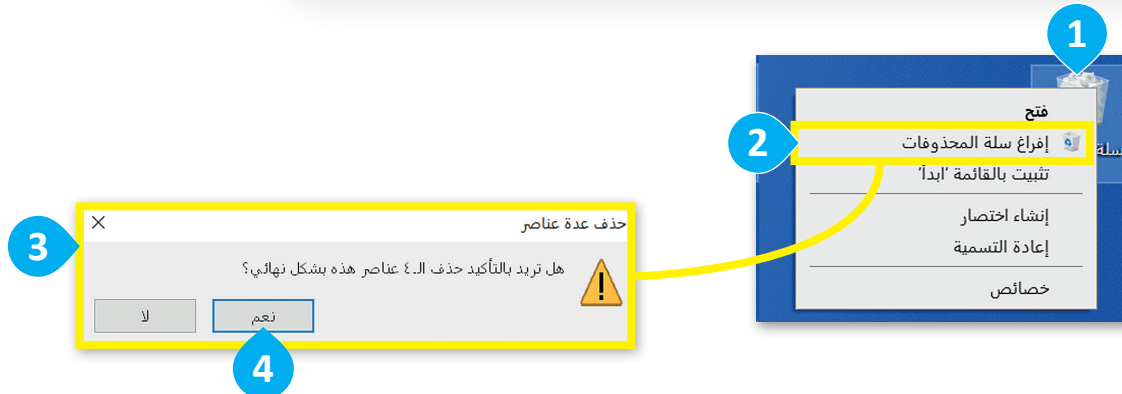 1
فتح
2
إفراغ سلة المحذوفات
سلة
تثبيت بالقائمة 'ابدأ'
إنشاء اختصار
إعادة التسمية
خصائص
3
حذف عدة عناصر
هل تريد بالتأكيد حذف الـ ٤ عناصر هذه بشكل نهائي؟
نعم
لا
4